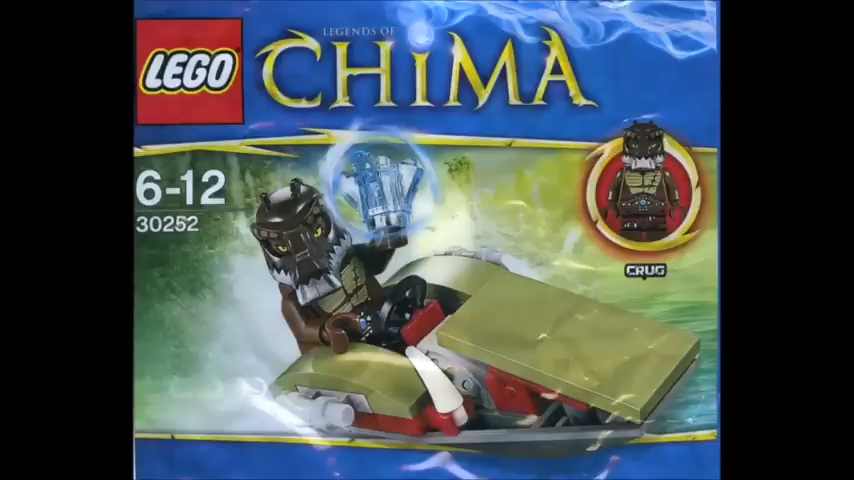 LEGO
LEGENDS OF
CHIMA
6-12
30252
CRUG